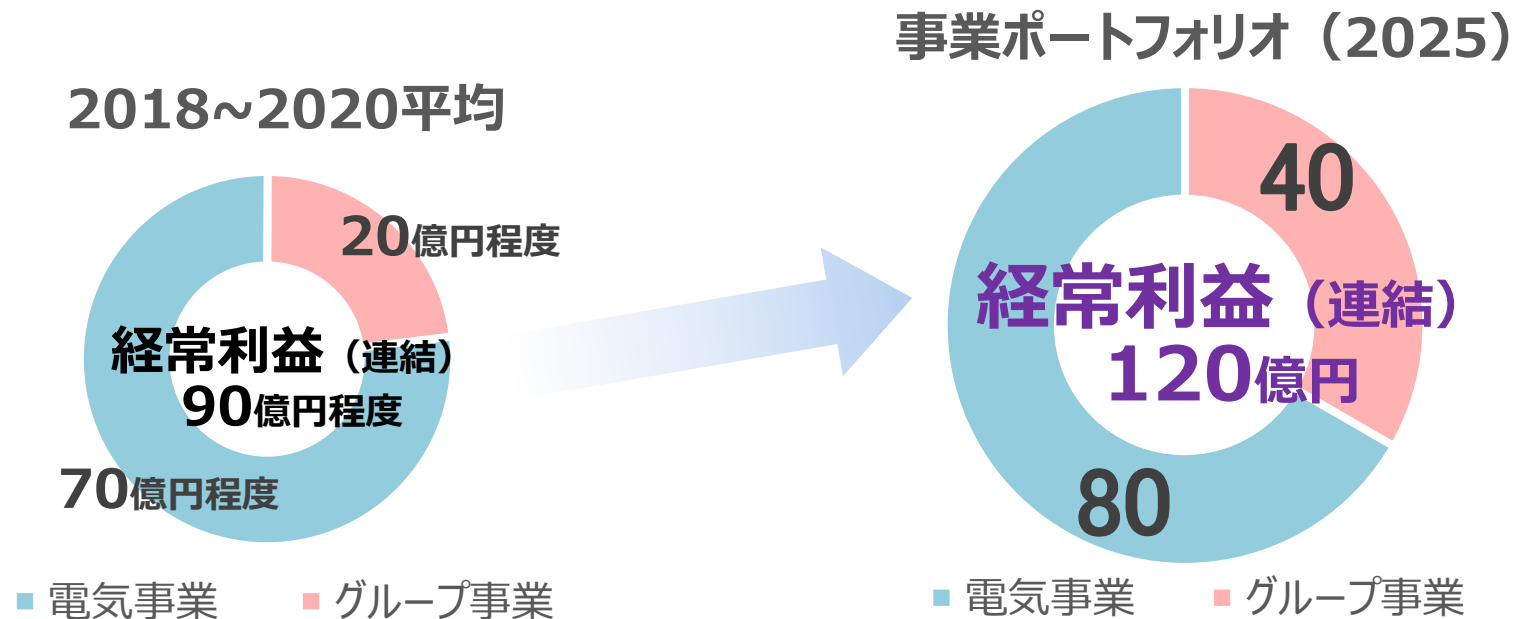 2018~2020平均
20億円程度
経常利益（連結）
90億円程度
70億円程度
電気事業 グループ事業
事業ポートフォリオ（2025）
40
経常利益（連結）
120億円
80
電気事業 グループ事業